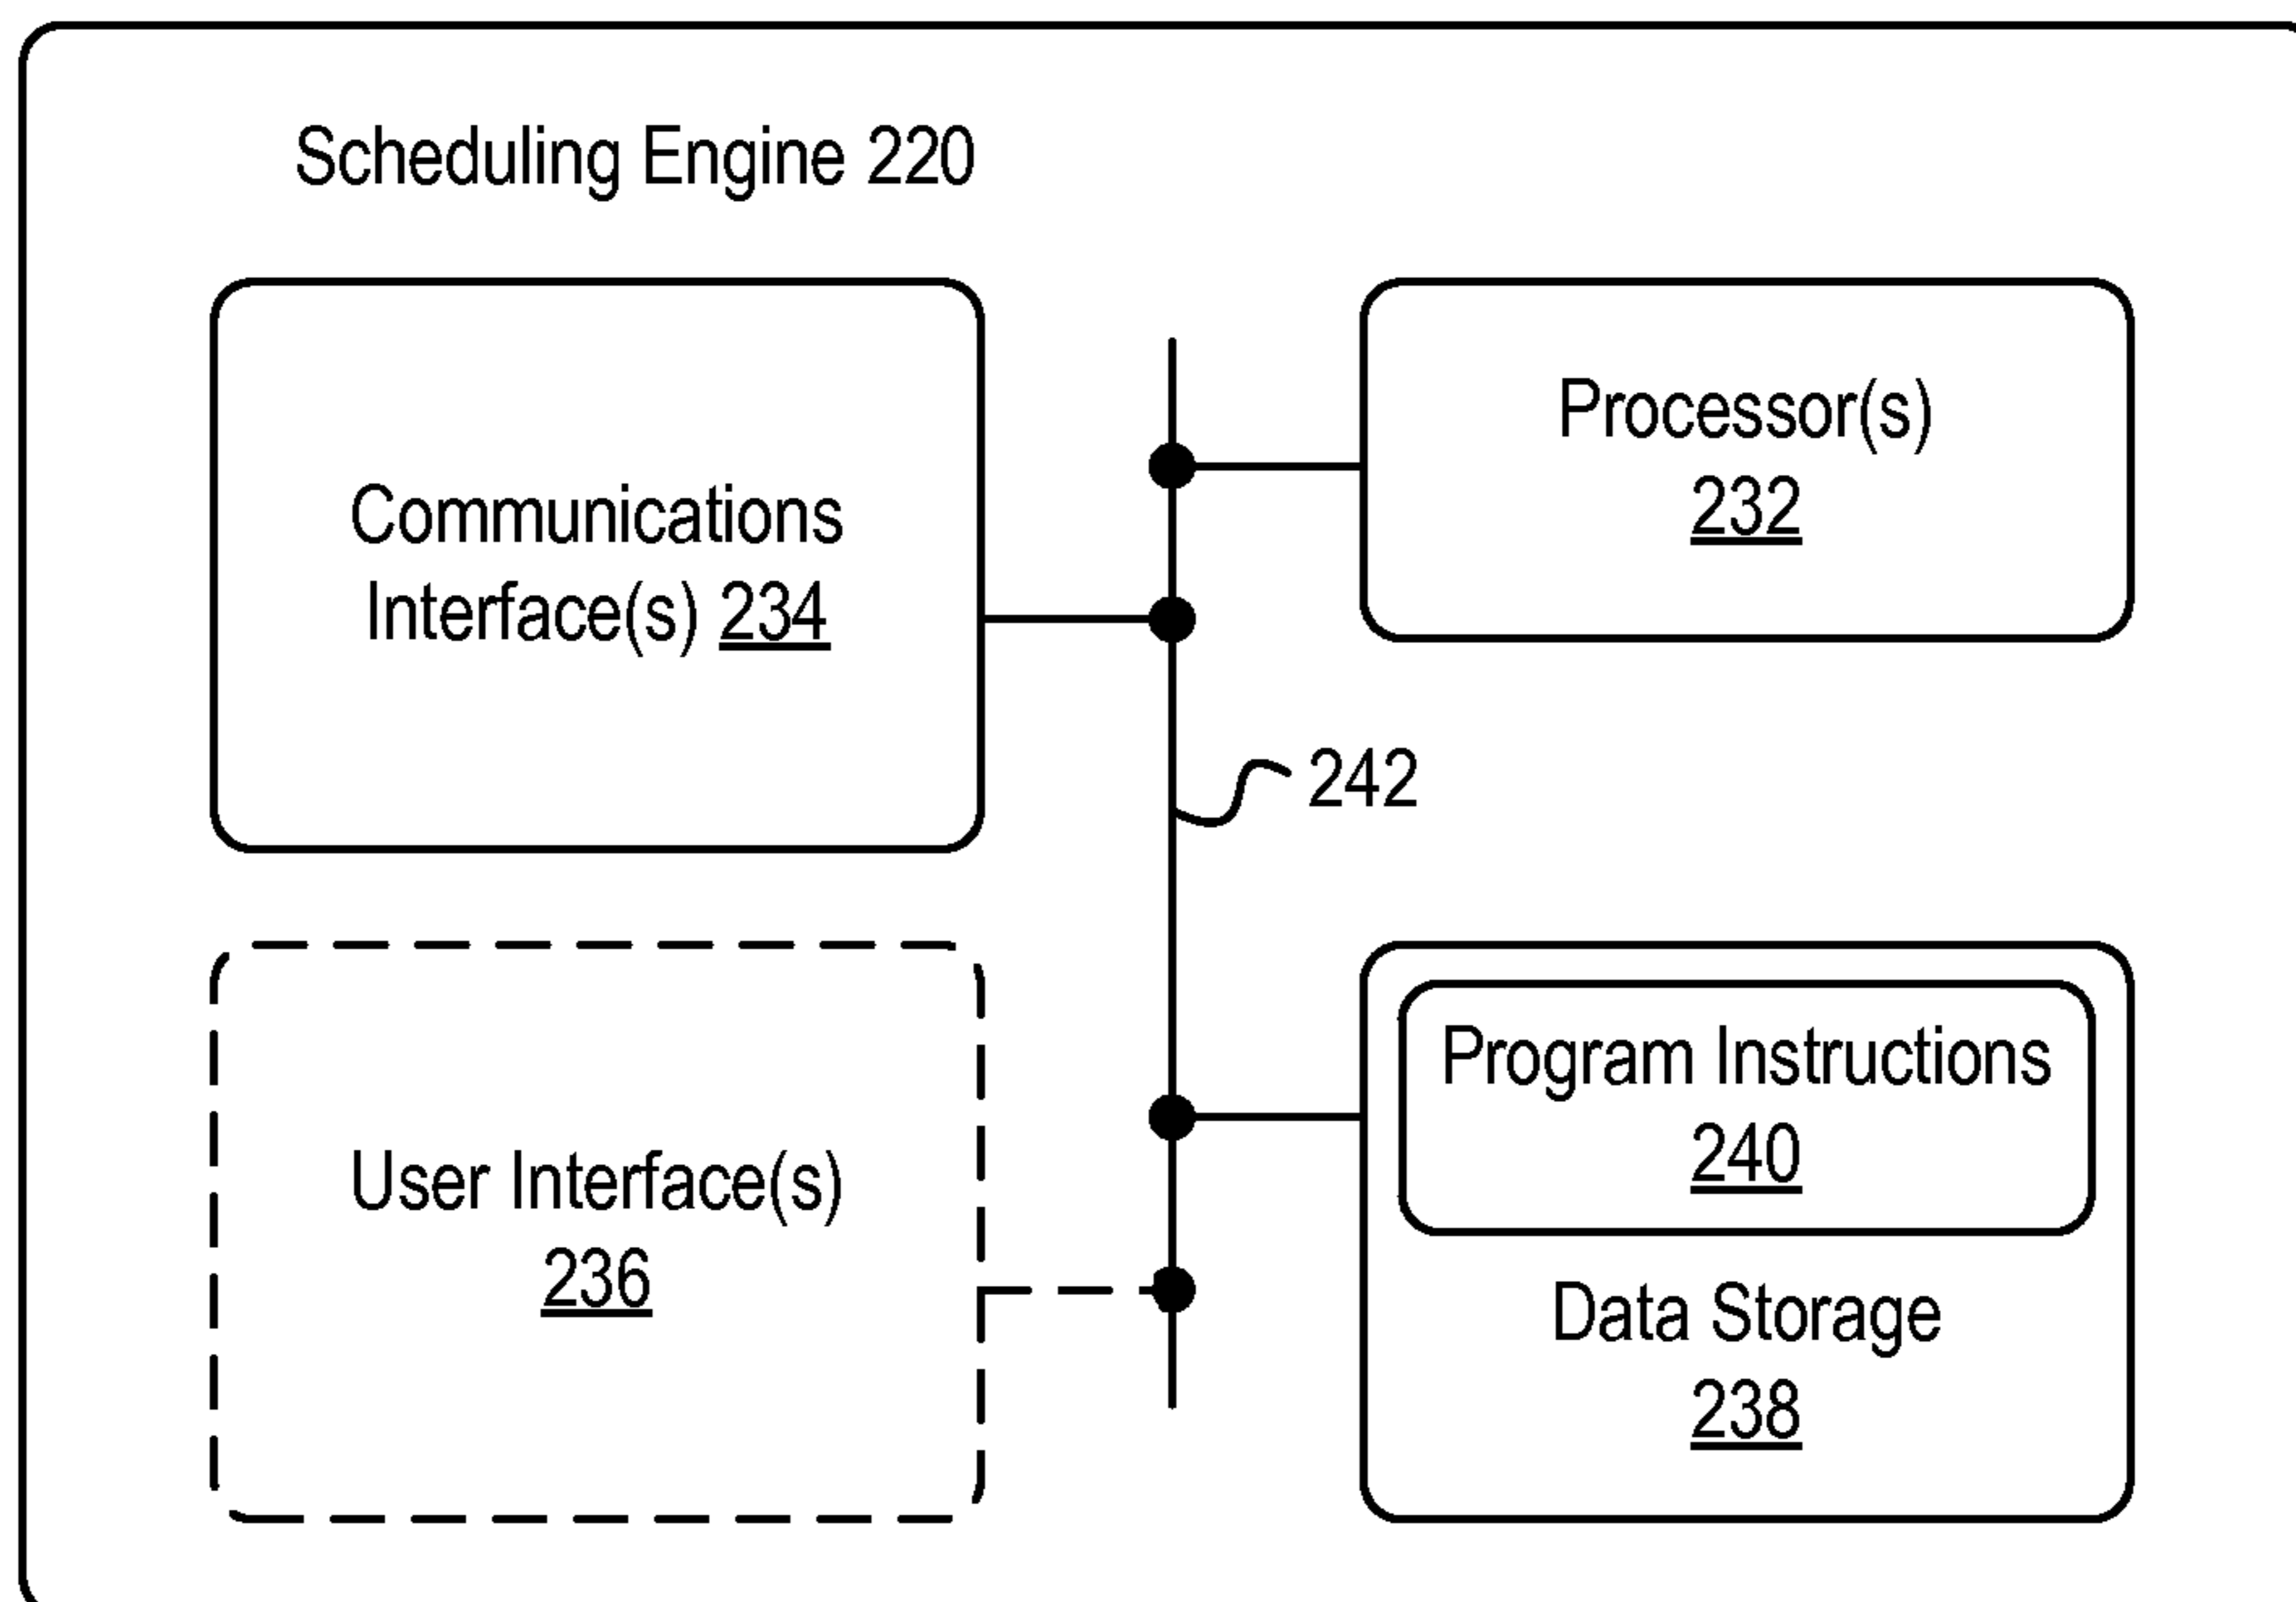 Scheduling Engine 220
Communications
Interface(s) 234
Processor(s)
232
242
User Interface(s)
236
Program Instructions
240
Data Storage
238